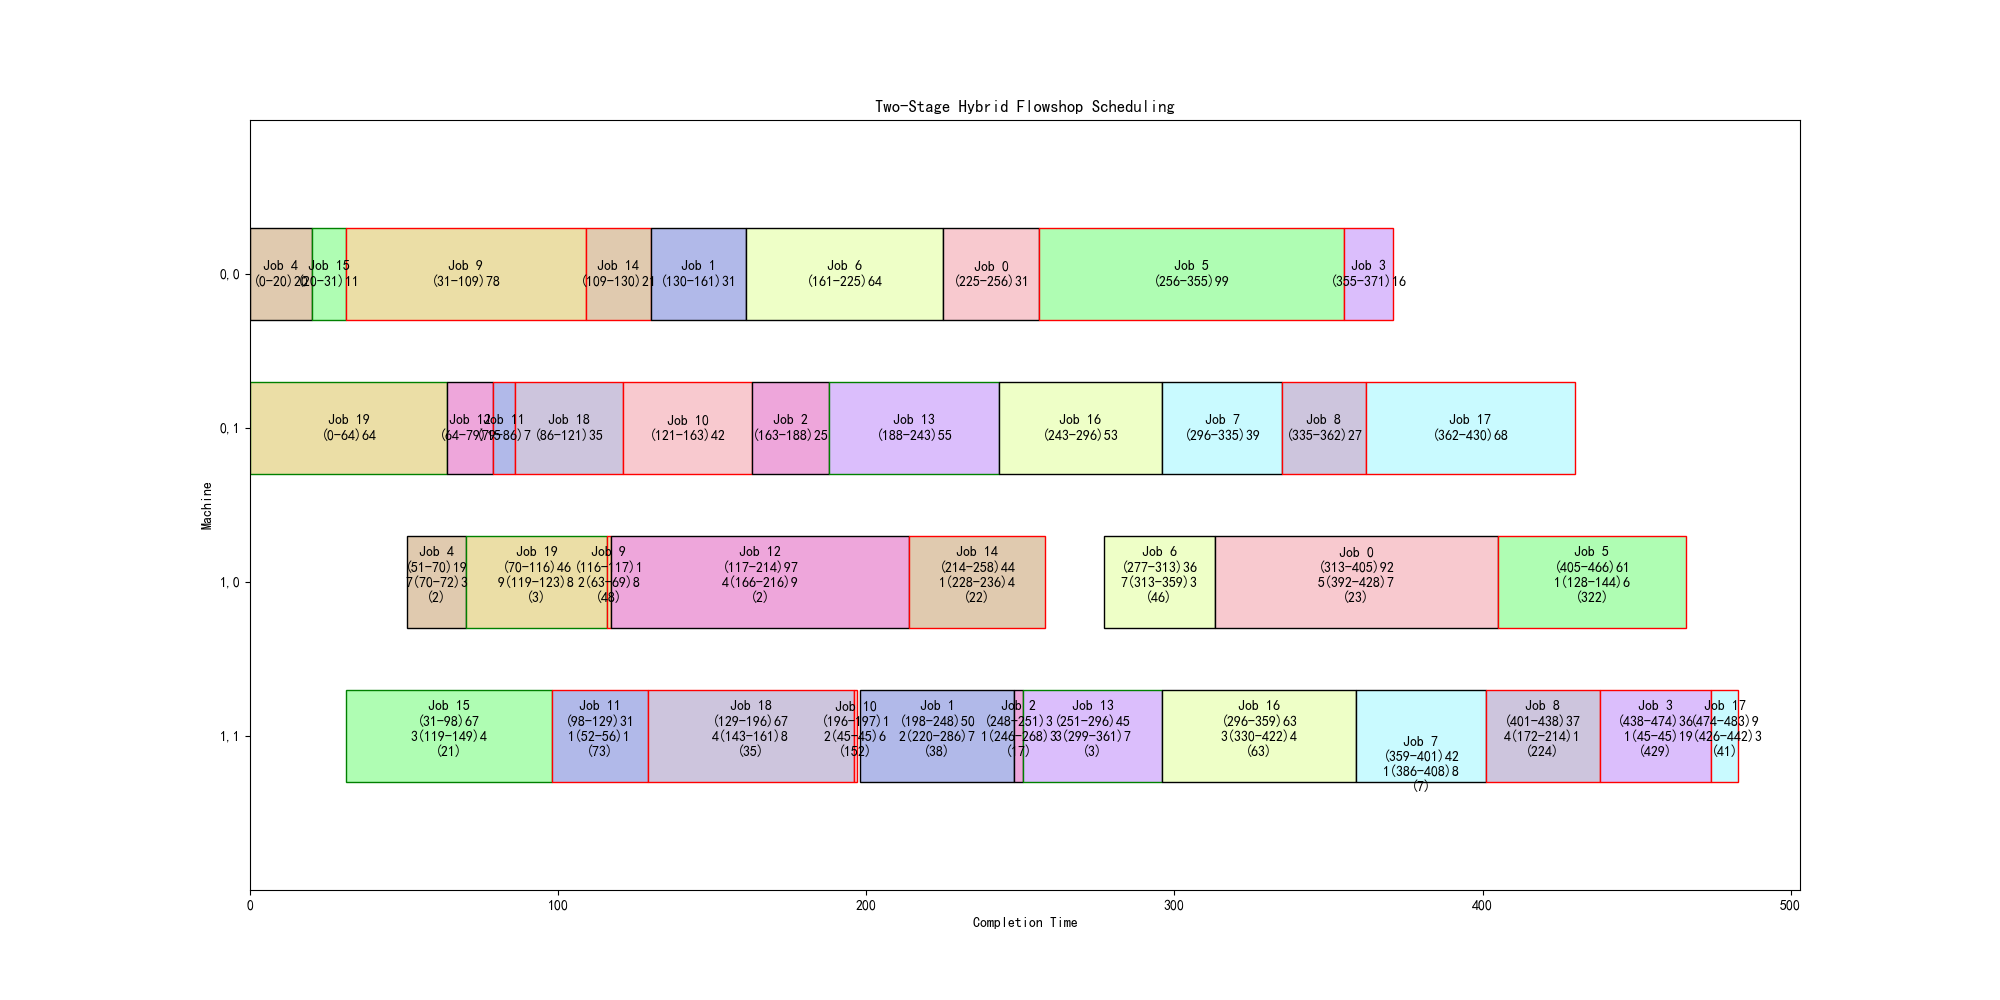 Two-Stage Hybrid Flowshop Scheduling
Machine
0,0
Job 4
(0-20)20
Job 15
(20-31)11
Job 9
(31-109)78
Job 14
(109-130)21
Job 1
(130-161)31
Job 6
(161-225)64
Job 0
(225-256)31
Job 5
(256-355)99
Job 3
(355-371)16
0,1
Job 19
(0-64)64
Job 12
(64-79)15
Job 11
(79-86)7
Job 18
(86-121)35
Job 10
(121-163)42
Job 2
(163-188)25
Job 13
(188-243)55
Job 16
(243-296)53
Job 7
(296-335)39
Job 8
(335-362)27
Job 17
(362-430)68
1,0
Job 4
(51-70)19
7(70-72)3
(2)
Job 19
(70-116)46
9(119-123)8
(3)
Job 9
(116-117)1
2(63-69)8
(48)
Job 12
(117-214)97
4(166-216)9
(2)
Job 14
(214-258)44
1(228-236)4
(22)
Job 6
(277-313)36
7(313-359)3
(46)
Job 0
(313-405)92
5(392-428)7
(23)
Job 5
(405-466)61
1(128-144)6
(322)
1,1
Job 15
(31-98)67
3(119-149)4
(21)
Job 11
(98-129)31
1(52-56)1
(73)
Job 18
(129-196)67
4(143-161)8
(35)
Job 10
(196-197)1
2(45-45)6
(152)
Job 1
(198-248)50
2(220-286)7
(38)
Job 2
(248-251)3
1(246-268)3
(17)
Job 13
(251-296)45
3(299-361)7
(3)
Job 16
(296-359)63
3(330-422)4
(63)
Job 7
(359-401)42
1(386-408)8
(7)
Job 8
(401-438)37
4(172-214)1
(224)
Job 3
(438-474)36
1(45-45)19
(429)
Job 17
(474-483)9
(426-442)3
(41)
0
100
200
300
400
500
Completion Time